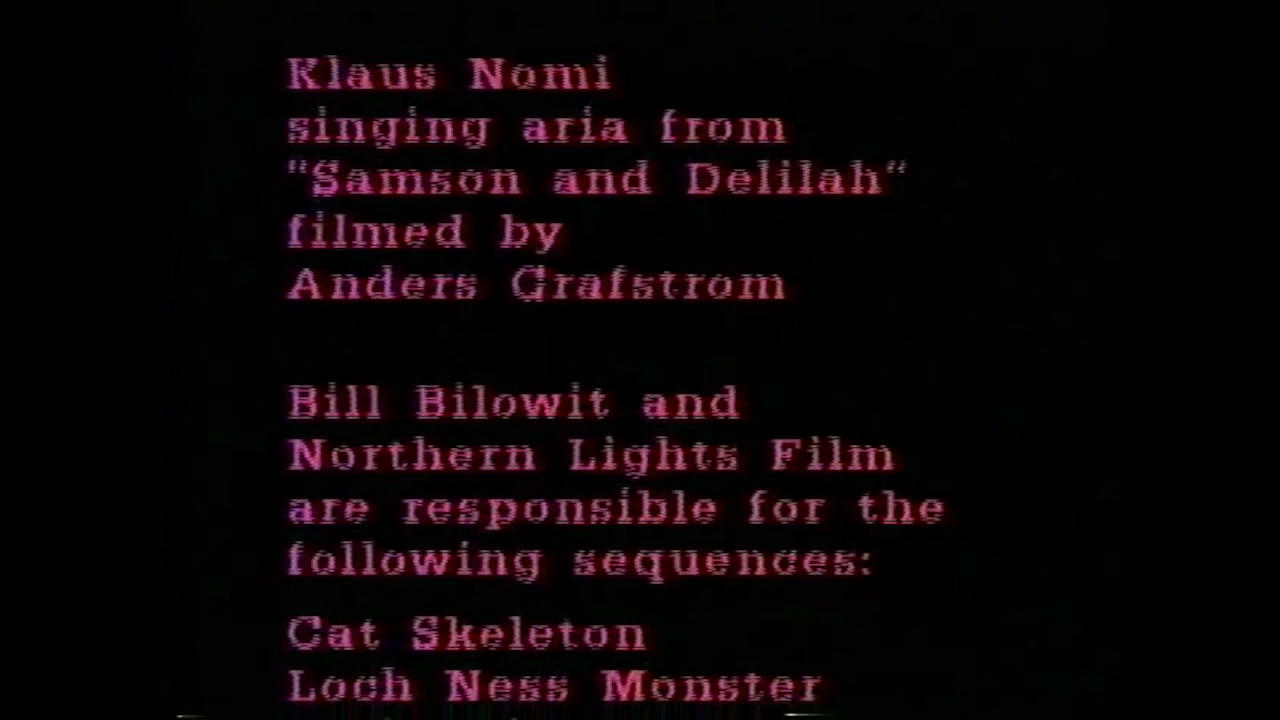 Klaus Nomi
singing aria from
"Samson and Delilah"
filmed by
Anders Grafstrom
Bill Bilowit and
Northern Lights Film
are responsible for the
following sequences:
Cat Skeleton
Loch Ness Monster